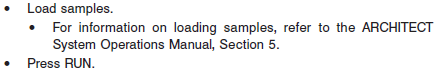 • Load samples.
• For information on loading samples, refer to the ARCHITECT
System Operations Manual, Section 5.
• Press RUN.